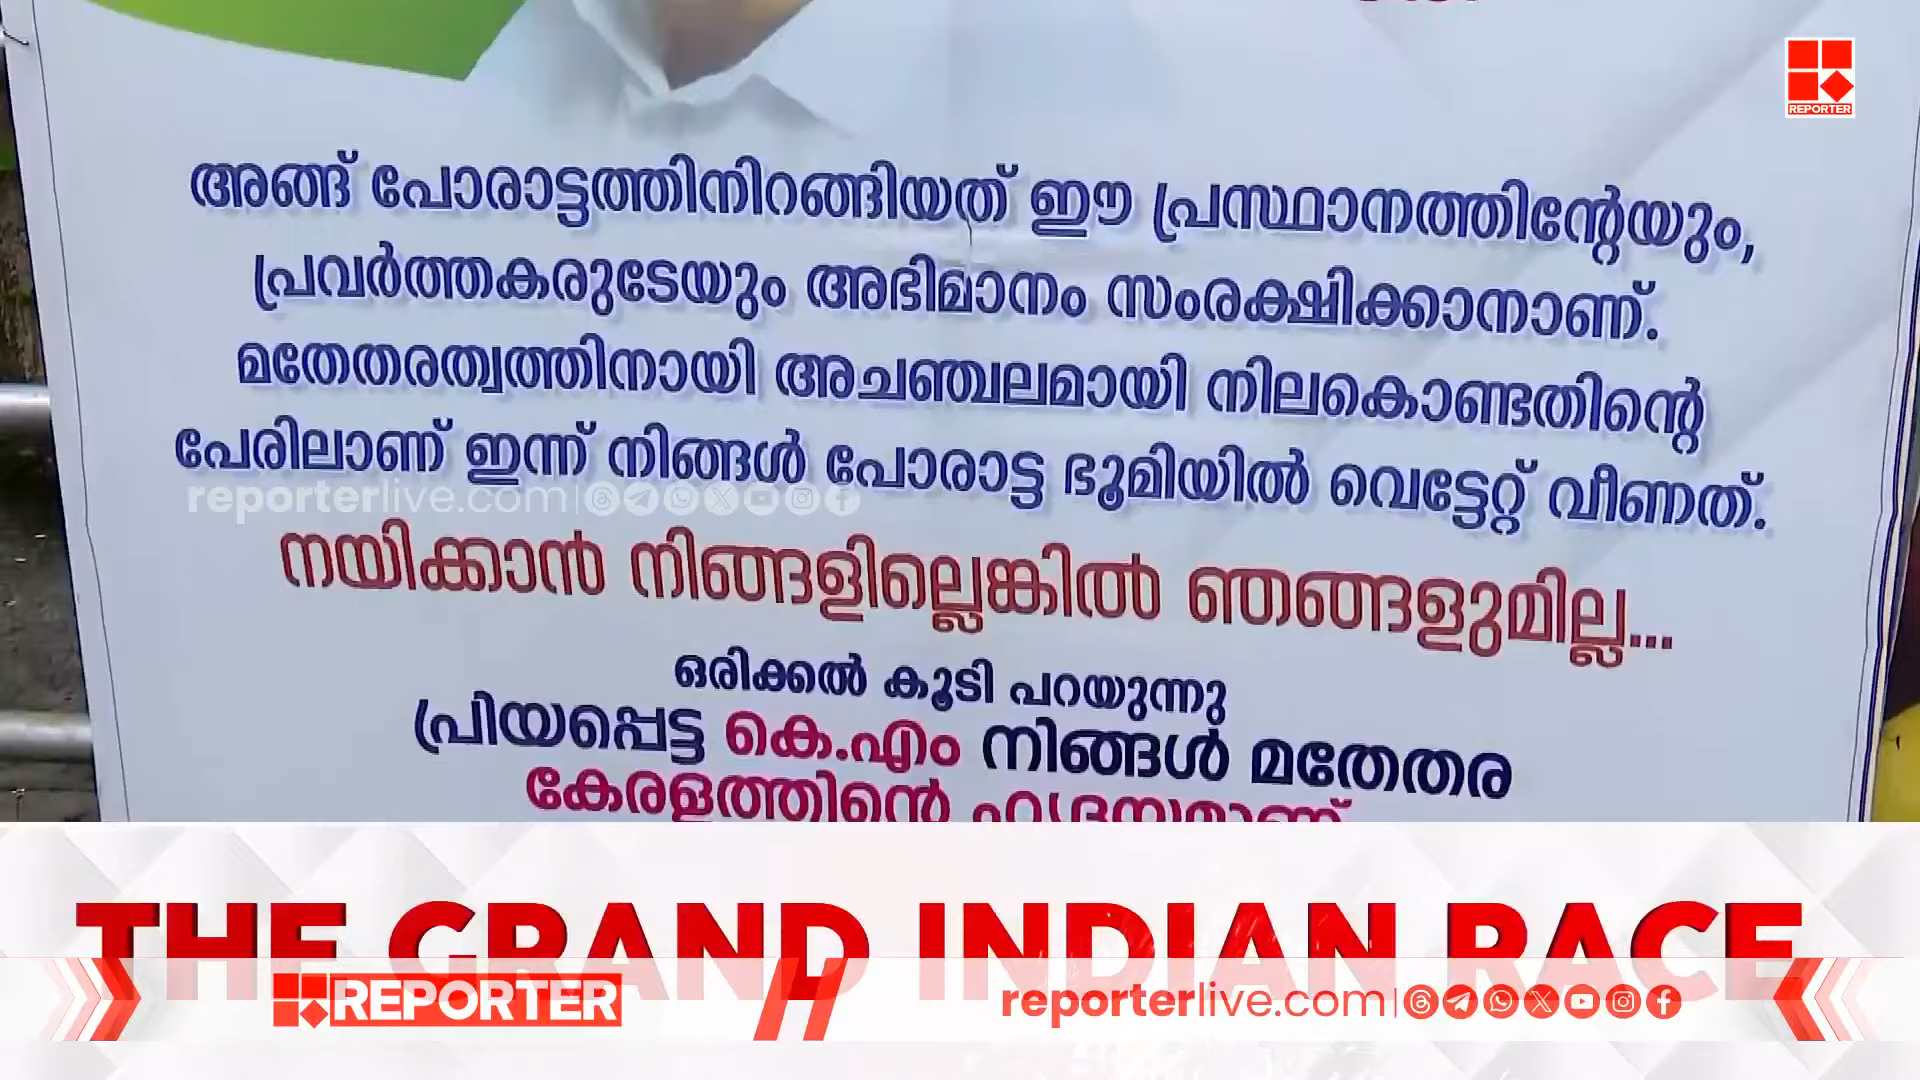 REPORTER
അങ്ങ് പോരാട്ടത്തിനിറങ്ങിയത് ഈ പ്രസ്ഥാനത്തിന്റേയും,
പ്രവർത്തകരുടേയും അഭിമാനം സംരക്ഷിക്കാനാണ്.
മതേതരത്വത്തിനായി അചഞ്ചലമായി നിലകൊണ്ടതിന്റെ
പേരിലാണ് ഇന്ന് നിങ്ങൾ പോരാട്ട ഭൂമിയിൽ വെട്ടേറ്റ് വീണത്.
reporterlive.com
നയിക്കാൻ നിങ്ങളില്ലെങ്കിൽ ഞങ്ങളുമില്ല...
ഒരിക്കൽ കൂടി പറയുന്നു
പ്രിയപ്പെട്ട കെ.എം നിങ്ങൾ മതേതര
കേരളത്തിന്റെ ഹൃദയമാണ്
THE GRAND INDIAN RACE
REPORTER
reporterlive.com